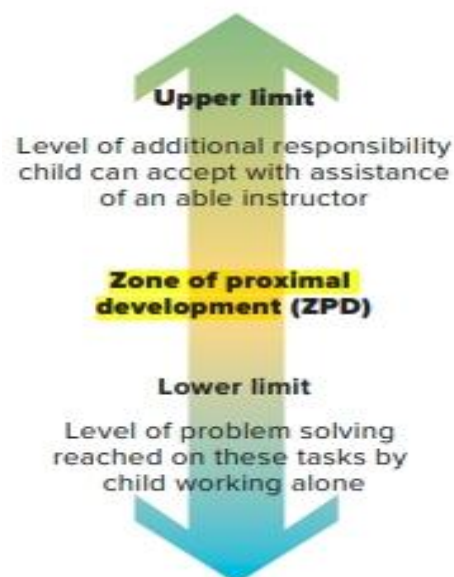 Upper limit
Level of additional responsibility
child can accept with assistance
of an able instructor
Zone of proximal
development (ZPD)
Lower limit
Level of problem solving
reached on these tasks by
child working alone